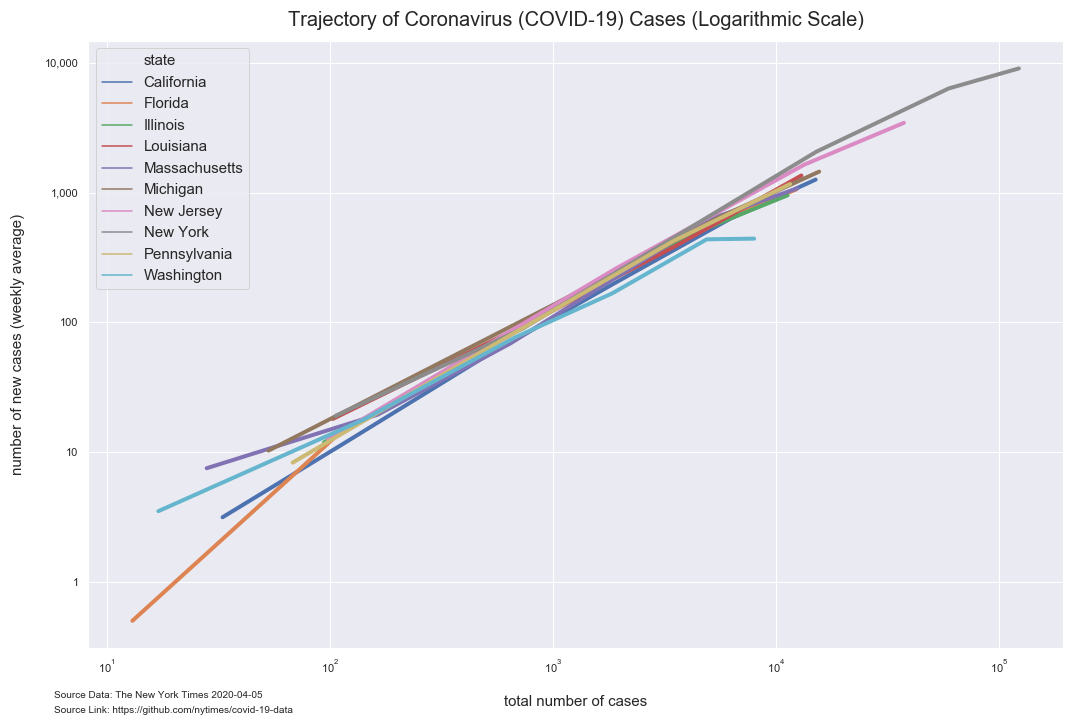 Trajectory of Coronavirus (COVID-19) Cases (Logarithmic Scale)
number of new cases (weekly average)
10,000
1,000
100
10
1
state
California
Florida
Illinois
Louisiana
Massachusetts
Michigan
New Jersey
New York
Pennsylvania
Washington
10¹
10²
10³
10⁴
10⁵
total number of cases
Source Data: The New York Times 2020-04-05
Source Link: https://github.com/nytimes/covid-19-data